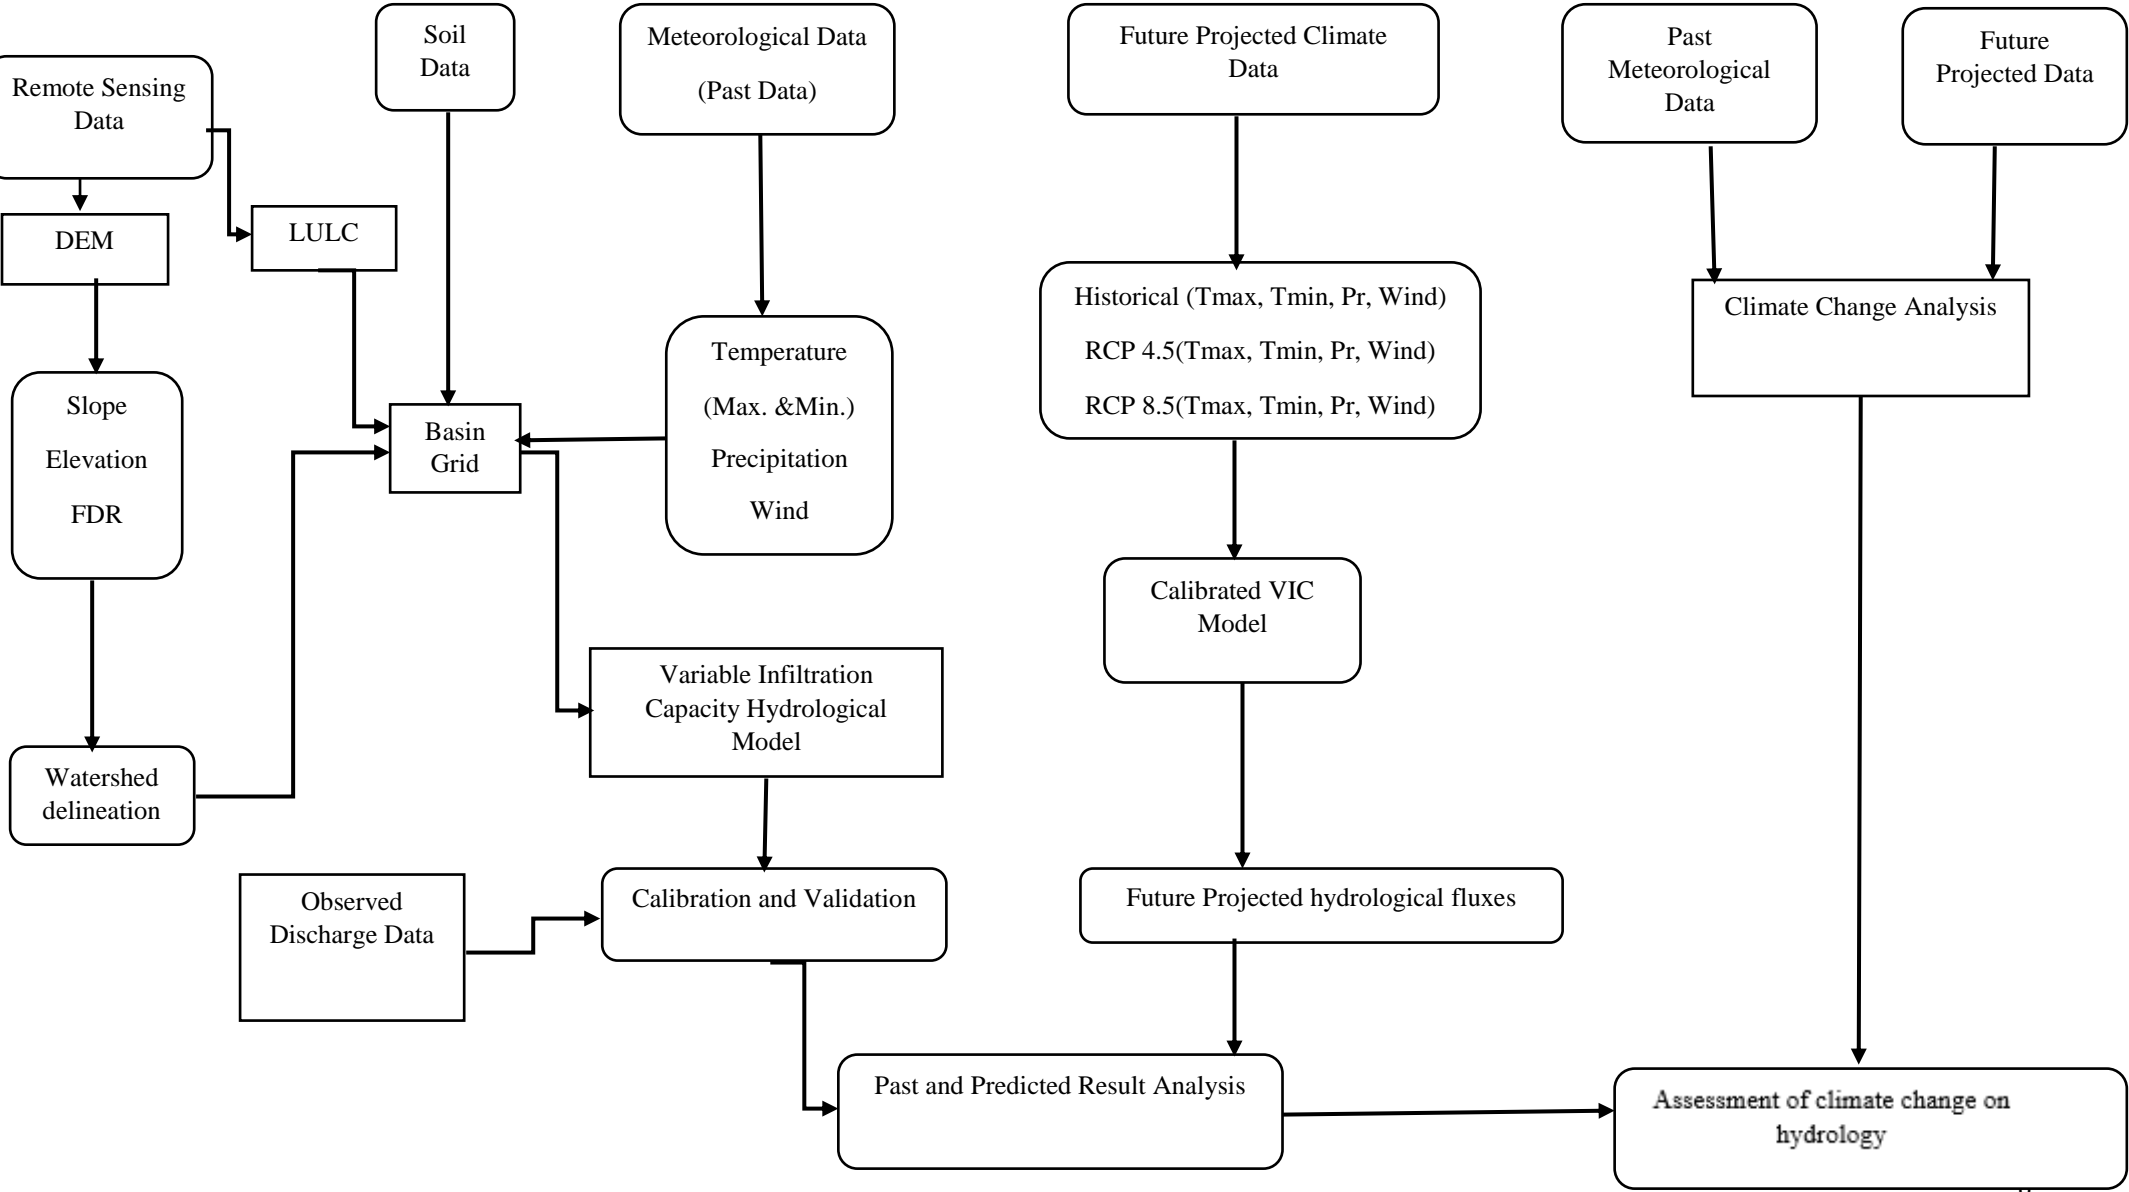 Soil
Data
Meteorological Data
(Past Data)
Future Projected Climate
Data
Past
Meteorological
Data
Future
Projected Data
Remote Sensing
Data
DEM
LULC
Historical (Tmax, Tmin, Pr, Wind)
RCP 4.5(Tmax, Tmin, Pr, Wind)
RCP 8.5(Tmax, Tmin, Pr, Wind)
Climate Change Analysis
Slope
Elevation
FDR
Basin
Grid
Temperature
(Max. &Min.)
Precipitation
Wind
Calibrated VIC
Model
Variable Infiltration
Capacity Hydrological
Model
Watershed
delineation
Observed
Discharge Data
Calibration and Validation
Future Projected hydrological fluxes
Past and Predicted Result Analysis
Assessment of climate change on
hydrology